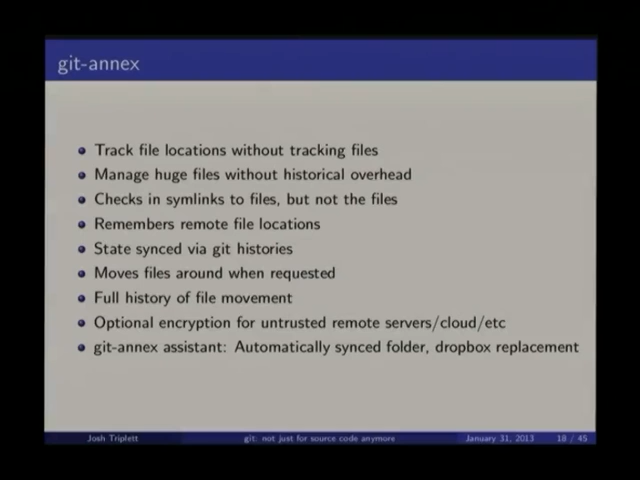 git-annex
Track file locations without tracking files
Manage huge files without historical overhead
Checks in symlinks to files, but not the files
Remembers remote file locations
State synced via git histories
Moves files around when requested
Full history of file movement
Optional encryption for untrusted remote servers/cloud/etc
git-annex assistant: Automatically synced folder, dropbox replacement
Josh Triplett git: not just for source code anymore January 31, 2013 18 / 45